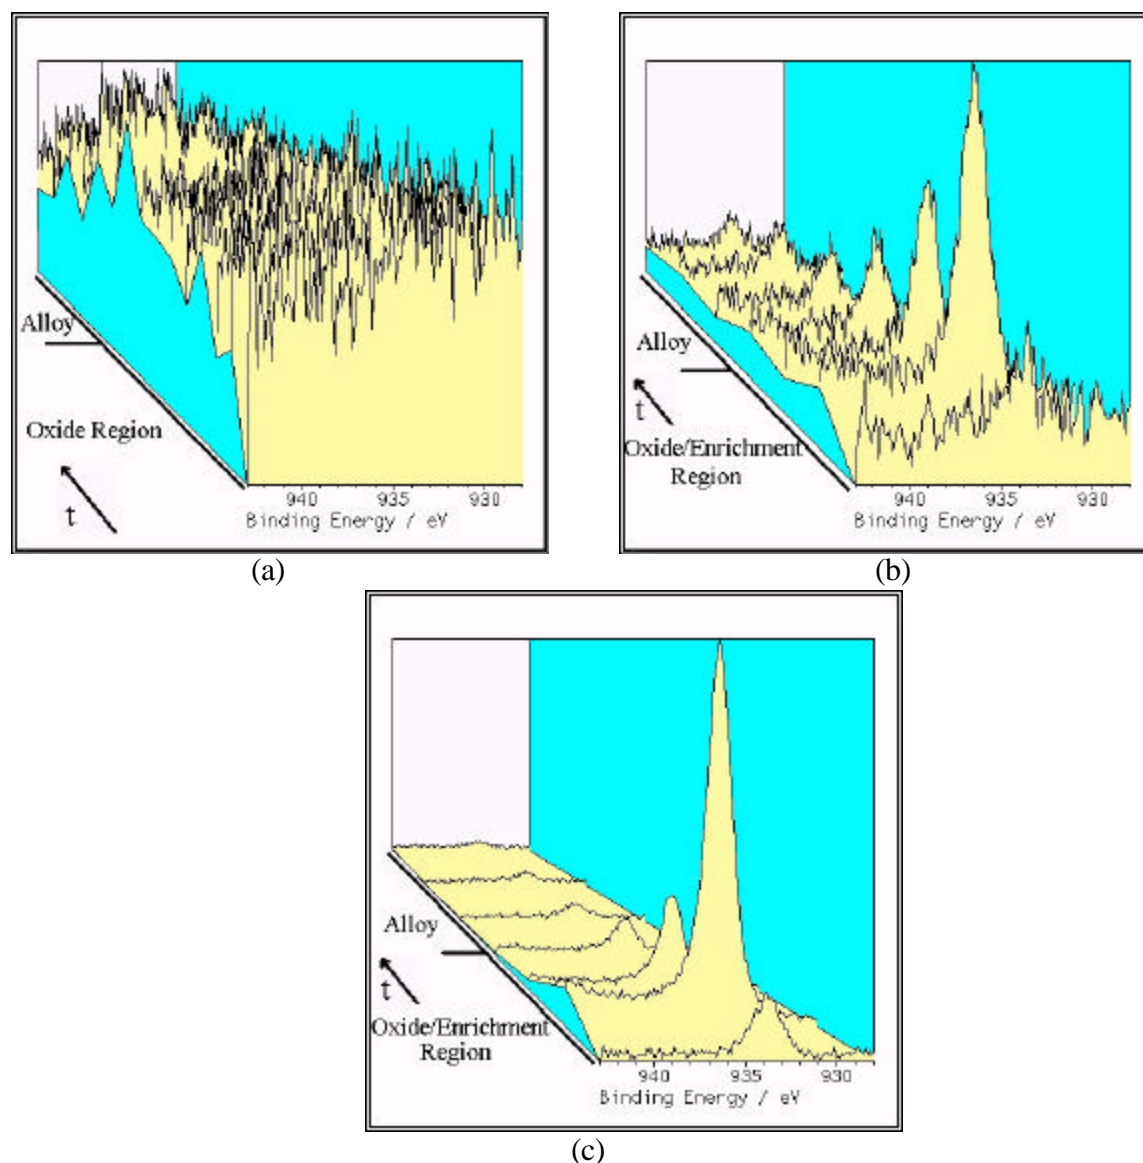 Alloy
Oxide Region
t
940 935 930
Binding Energy / eV
(a)
Alloy
t
Oxide/Enrichment
Region
940 935 930
Binding Energy / eV
(b)
Alloy
t
Oxide/Enrichment
Region
940 935 930
Binding Energy / eV
(c)